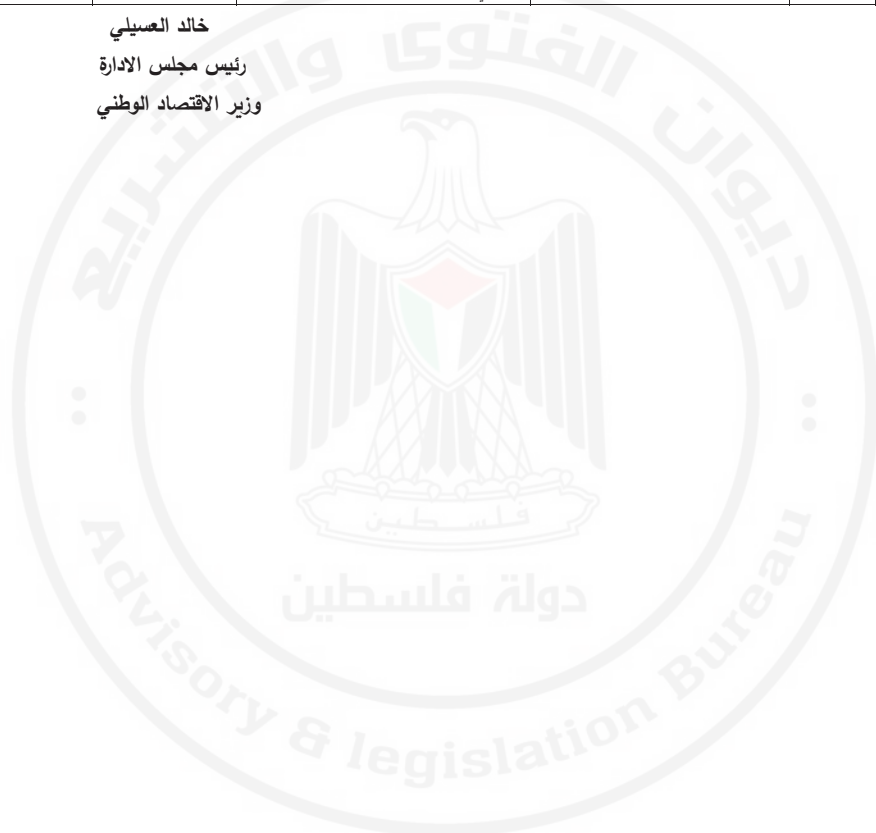 خالد العسيلي
رئيس مجلس الادارة
وزير الاقتصاد الوطني
ديوان الفتوى والتشريع
فلسطين
دولة فلسطين
Advisory & legislation Bureau